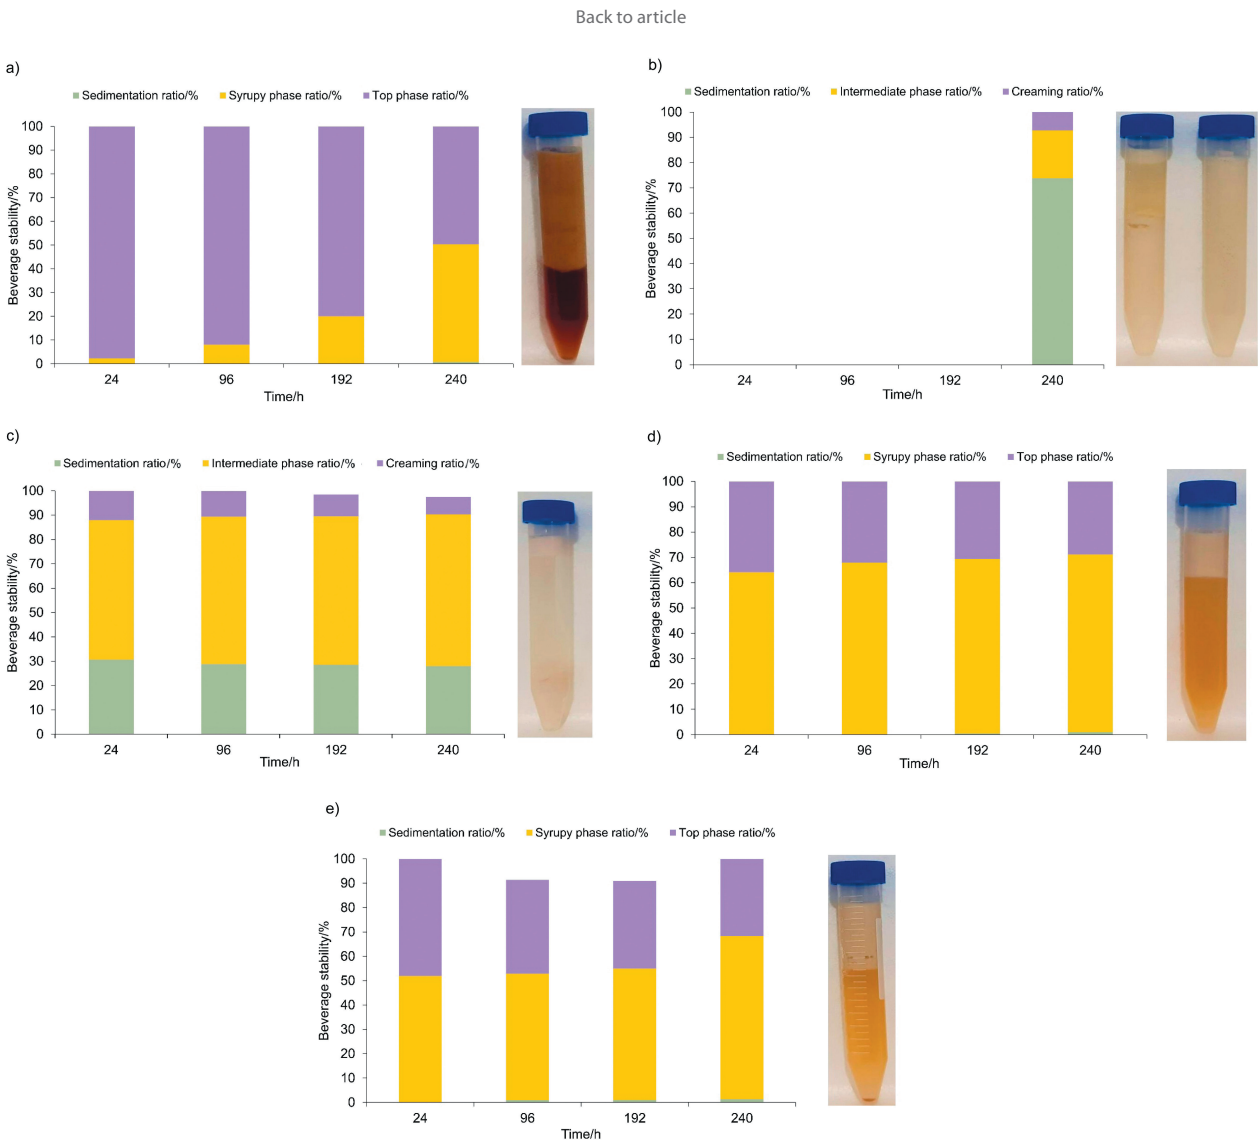 Back to article
a)
Sedimentation ratio/% Syrupy phase ratio/% Top phase ratio/%
100
90
80
70
60
50
40
30
20
10
0
Beverage stability/%
24 96 192 240
Time/h
b)
Sedimentation ratio/% Intermediate phase ratio/% Creaming ratio/%
100
90
80
70
60
50
40
30
20
10
0
Beverage stability/%
24 96 192 240
Time/h
c)
Sedimentation ratio/% Intermediate phase ratio/% Creaming ratio/%
100
90
80
70
60
50
40
30
20
10
0
Beverage stability/%
24 96 192 240
Time/h
d)
Sedimentation ratio/% Syrupy phase ratio/% Top phase ratio/%
100
90
80
70
60
50
40
30
20
10
0
Beverage stability/%
24 96 192 240
Time/h
e)
Sedimentation ratio/% Syrupy phase ratio/% Top phase ratio/%
100
90
80
70
60
50
40
30
20
10
0
Beverage stability/%
24 96 192 240
Time/h